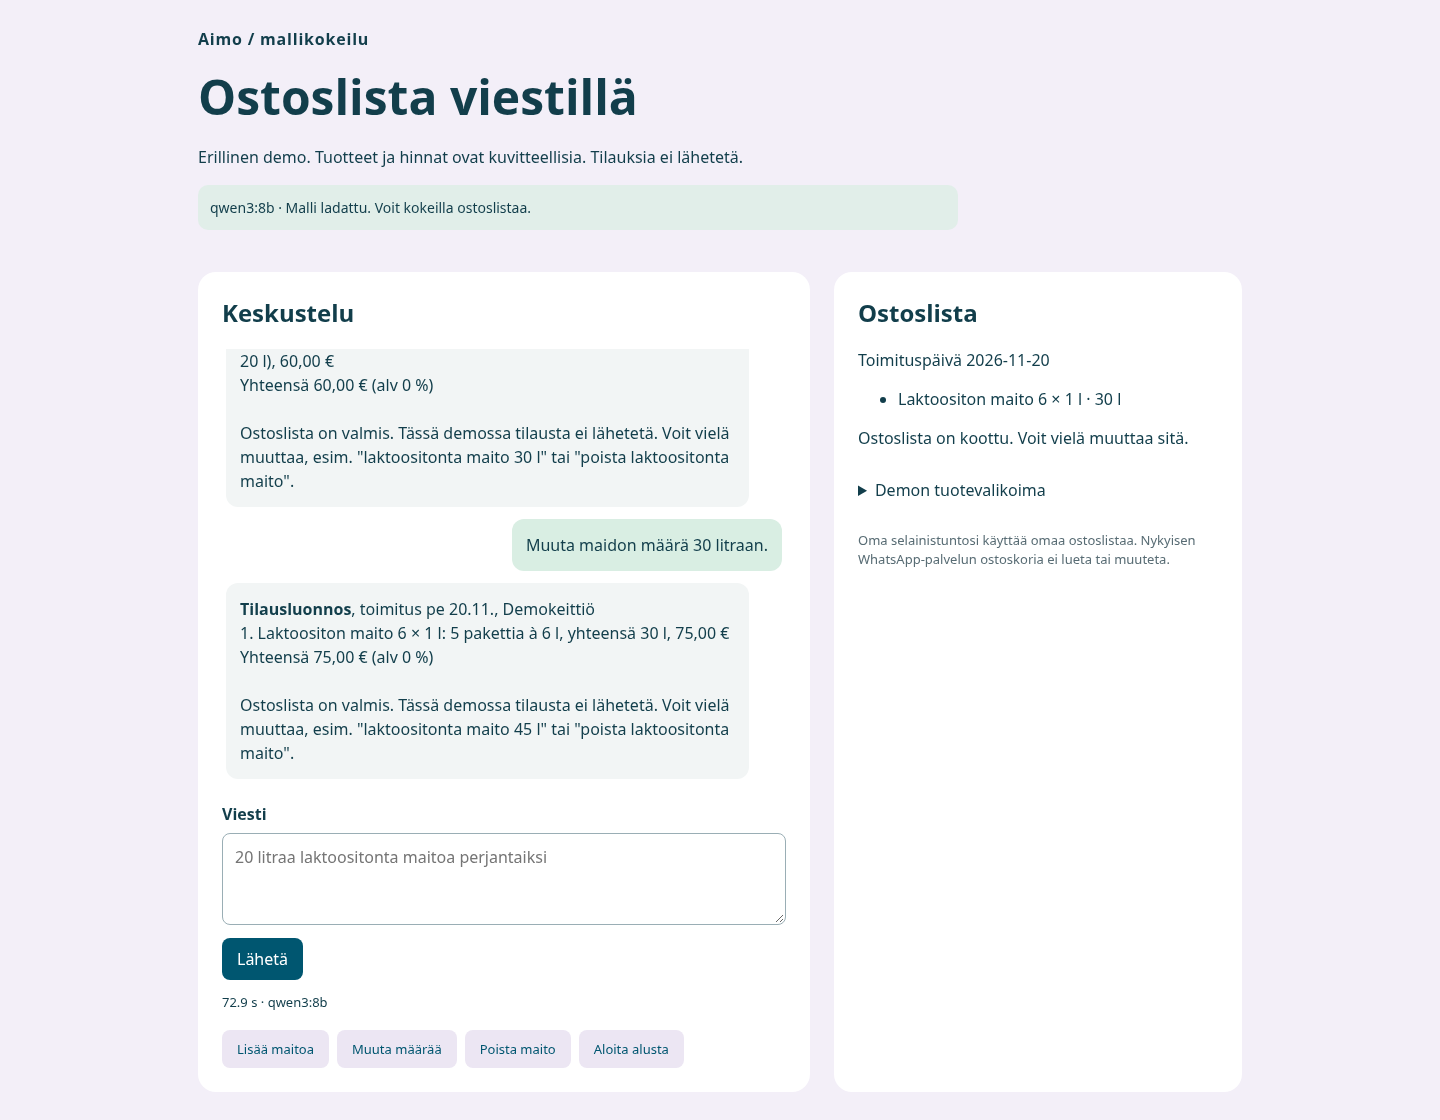 Aimo / mallikokeilu
Ostoslista viestillä
Erillinen demo. Tuotteet ja hinnat ovat kuvitteellisia. Tilauksia ei lähetetä.
qwen3:8b · Malli ladattu. Voit kokeilla ostoslistaa.
Keskustelu
20 l), 60,00 €
Yhteensä 60,00 € (alv 0 %)
Ostoslista on valmis. Tässä demossa tilausta ei lähetetä. Voit vielä
muuttaa, esim. "laktoositonta maito 30 l" tai "poista laktoositonta
maito".
Muuta maidon määrä 30 litraan.
Tilausluonnos, toimitus pe 20.11., Demokeittiö
1. Laktoositon maito 6 × 1 l: 5 pakettia à 6 l, yhteensä 30 l, 75,00 €
Yhteensä 75,00 € (alv 0 %)
Ostoslista on valmis. Tässä demossa tilausta ei lähetetä. Voit vielä
muuttaa, esim. "laktoositonta maito 45 l" tai "poista laktoositonta
maito".
Viesti
20 litraa laktoositonta maitoa perjantaiksi
Lähetä
72.9 s · qwen3:8b
Lisää maitoa
Muuta määrää
Poista maito
Aloita alusta
Ostoslista
Toimituspäivä 2026-11-20
• Laktoositon maito 6 × 1 l · 30 l
Ostoslista on koottu. Voit vielä muuttaa sitä.
▶ Demon tuotevalikoima
Oma selainistuntosi käyttää omaa ostoslistaa. Nykyisen
WhatsApp-palvelun ostoskoria ei lueta tai muuteta.